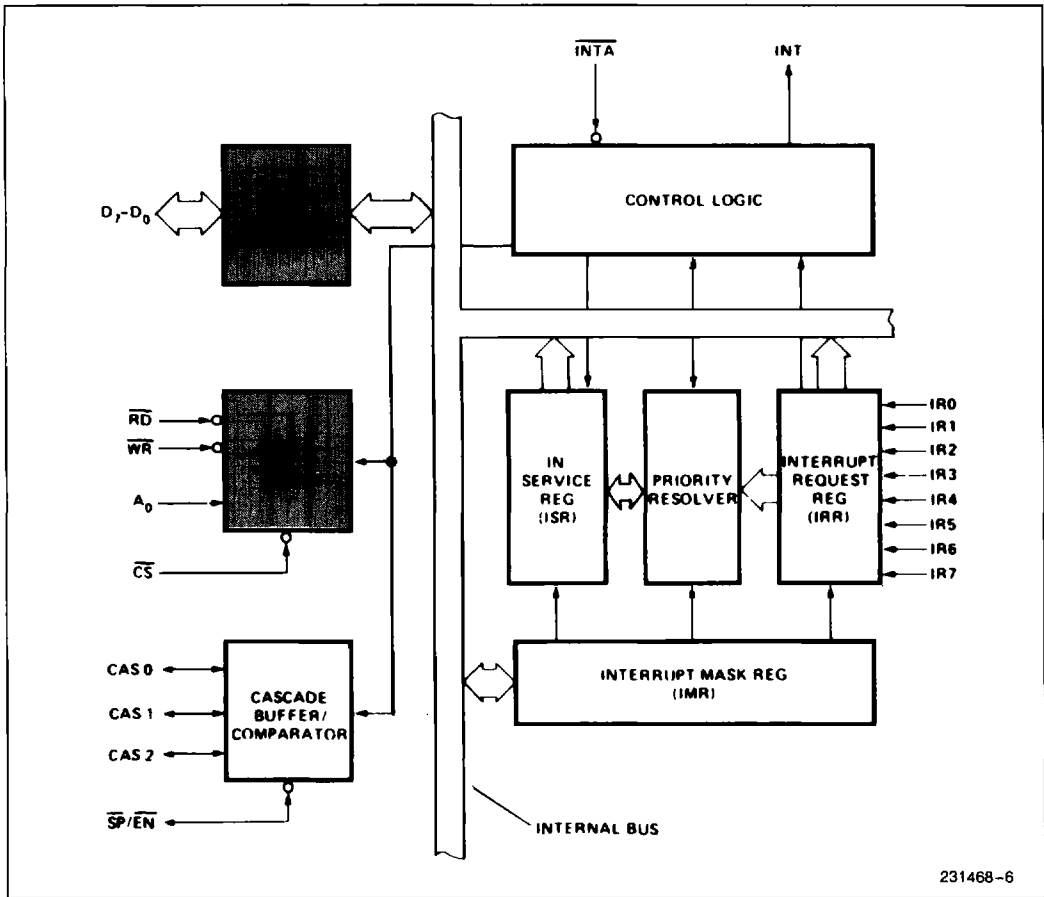 INTA
INT
CONTROL LOGIC
D7-D0
RD
WR
A0
CS
IN
SERVICE
REG
(ISR)
PRIORITY
RESOLVER
INTERRUPT
REQUEST
REG
(IRR)
IR0
IR1
IR2
IR3
IR4
IR5
IR6
IR7
INTERRUPT MASK REG
(IMR)
CAS 0
CAS 1
CAS 2
CASCADE
BUFFER/
COMPARATOR
SP/EN
INTERNAL BUS
231468-6